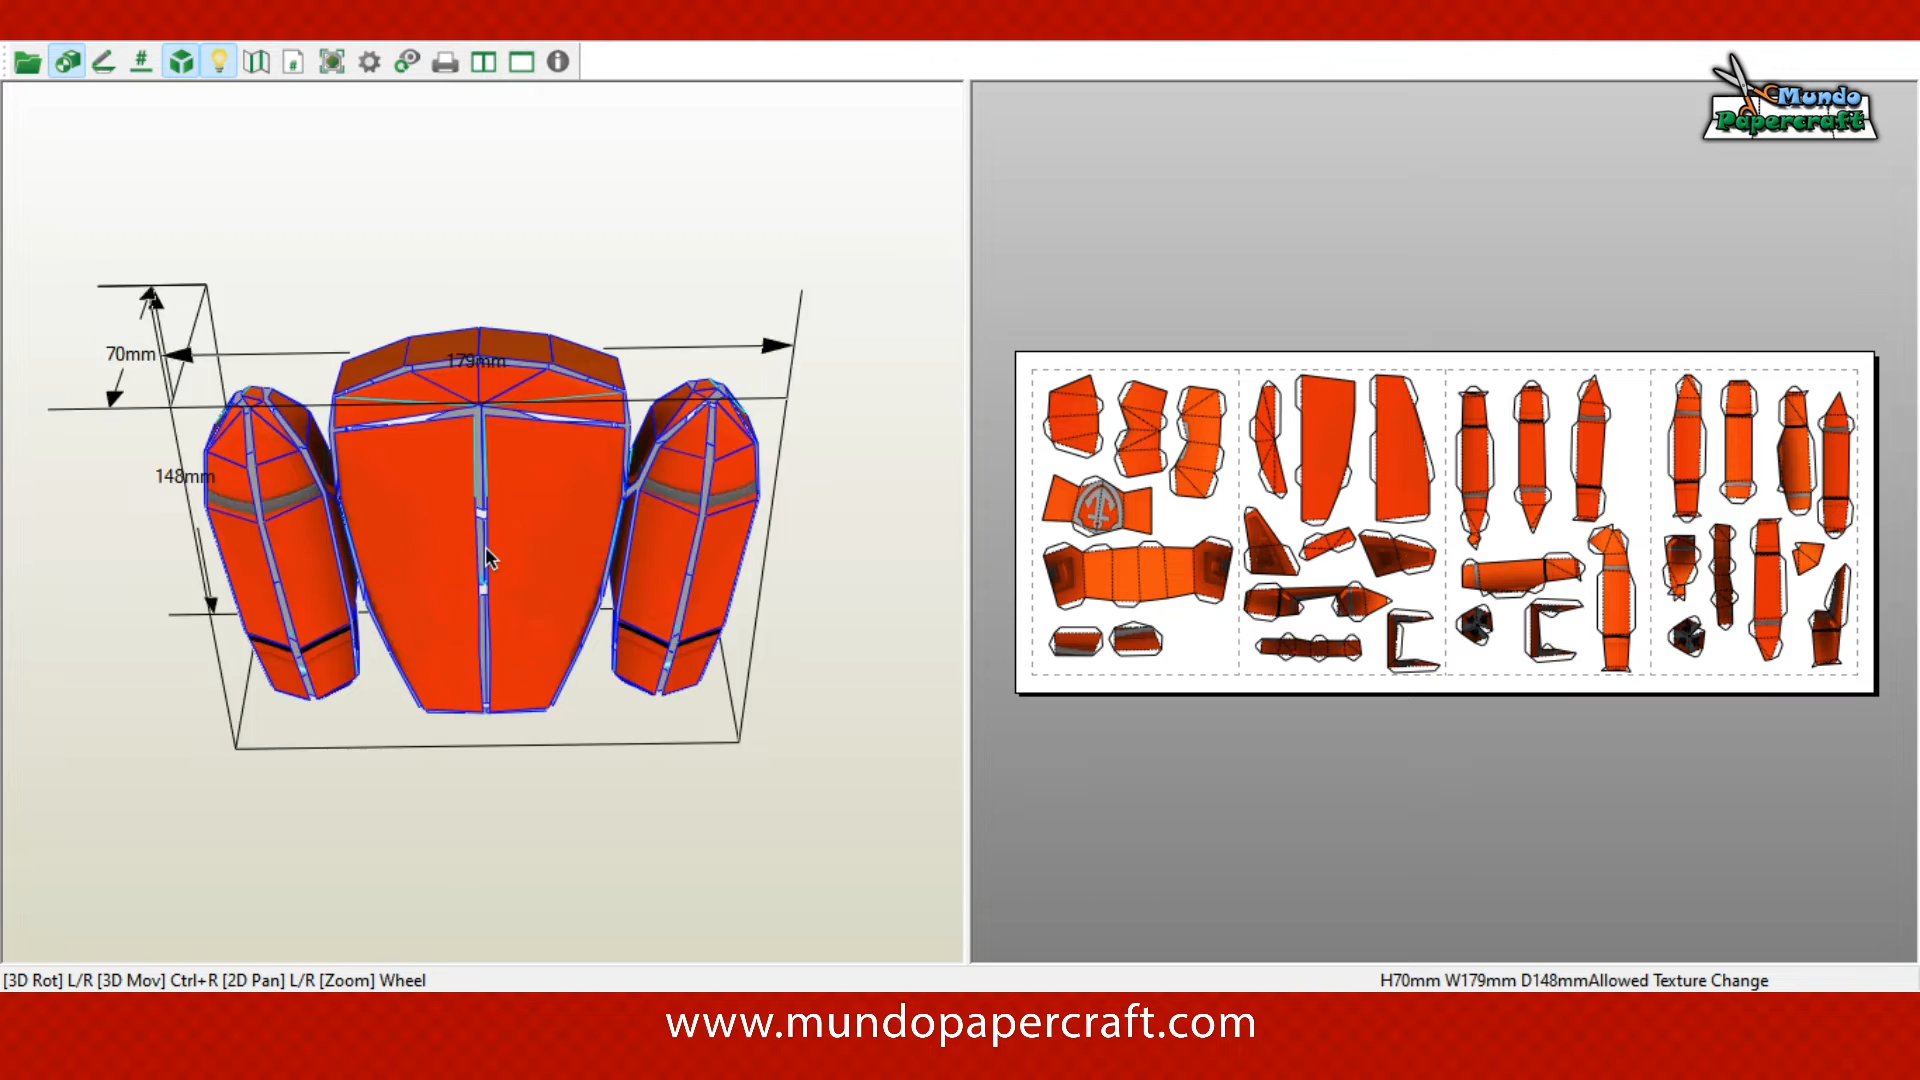 Mundo
Papercraft
70mm
179mm
148mm
[3D Rot] L/R [3D Mov] Ctrl+R [2D Pan] L/R [Zoom] Wheel
H70mm W179mm D148mmAllowed Texture Change
www.mundopapercraft.com